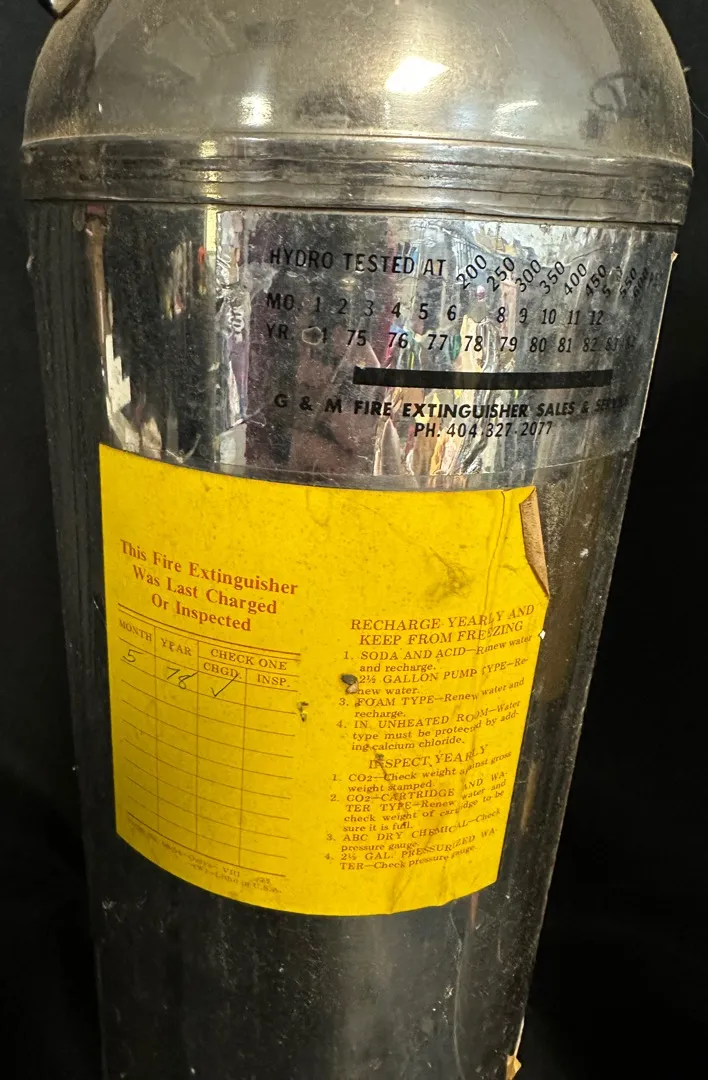 HYDRO TESTED AT 200 250 300 350 400 450 550
MO. 1 2 3 4 5 6 8 9 10 11 12
YR. 75 76 77 78 79 80 81 82 83
G & M FIRE EXTINGUISHER SALES &
PH. 404 327-2077
This Fire Extinguisher
Was Last Charged
Or Inspected
MONTH YEAR CHECK ONE
CHGD. INSP.
5 78 ✓
RECHARGE YEARLY AND
KEEP FROM FREEZING
1. SODA AND ACID—Renew water
and recharge.
2½ GALLON PUMP TYPE—Re-
new water.
3. FOAM TYPE—Renew water and
recharge.
4. IN UNHEATED ROOM—Water
type must be protected by add-
ing calcium chloride.
INSPECT YEARLY
1. CO2—Check weight against gross
weight stamped.
2. CO2—CARTRIDGE AND WA-
TER TYPE—Renew water and
check weight of cartridge to be
sure it is full.
3. ABC DRY CHEMICAL—Check
pressure gauge.
4. 2½ GAL. PRESSURIZED WA-
TER—Check pressure gauge.